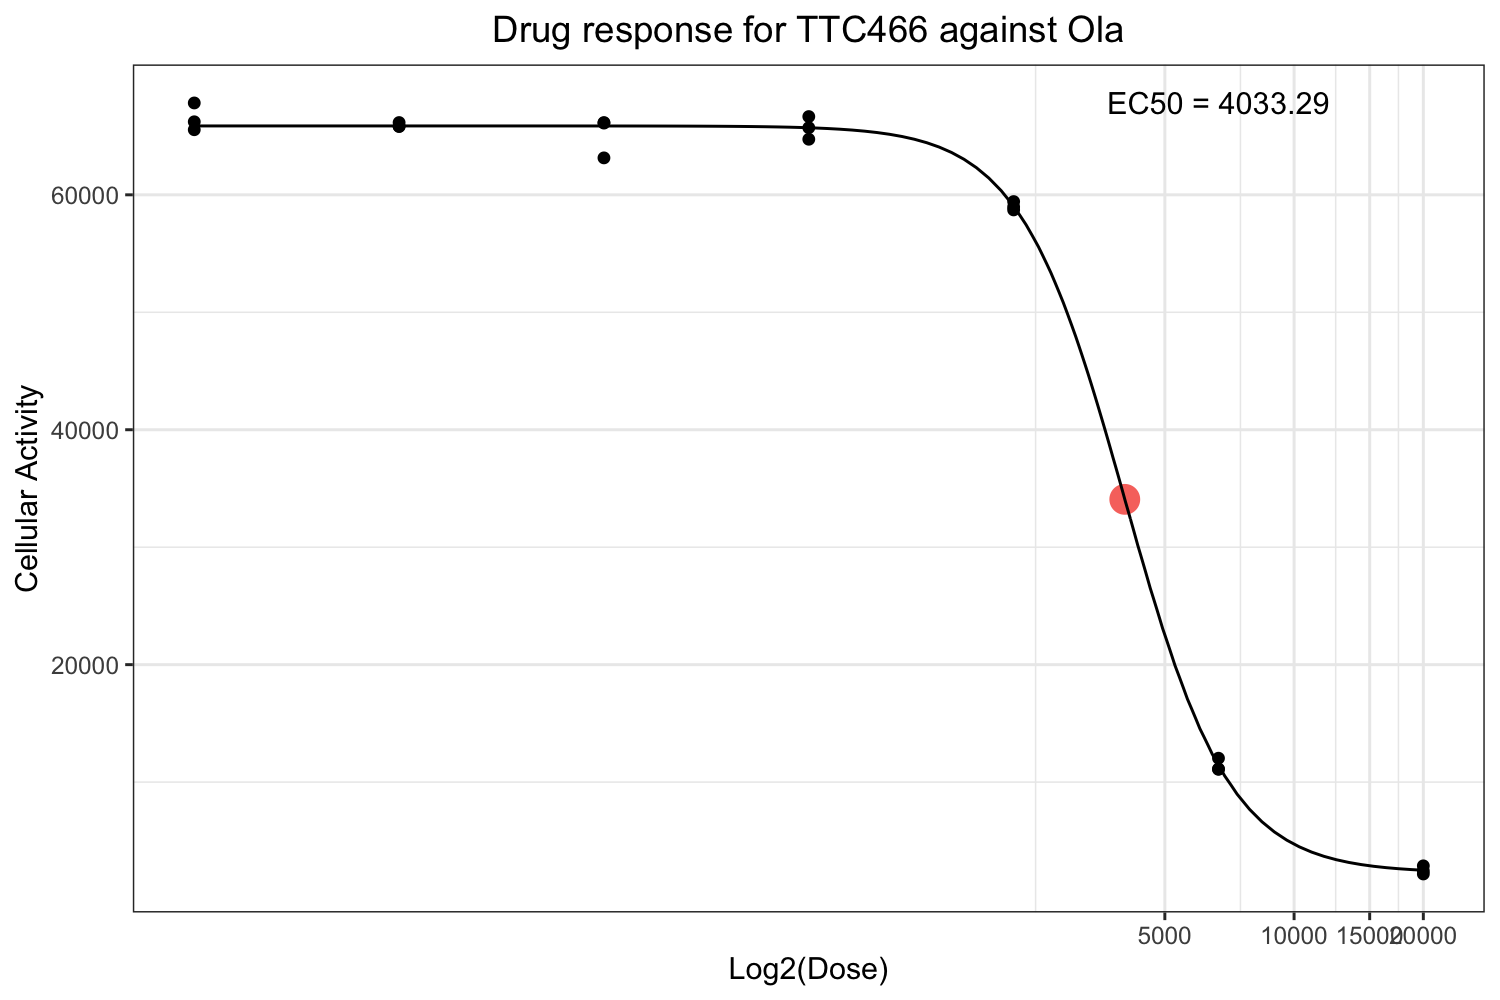 Drug response for TTC466 against Ola
EC50 = 4033.29
60000
40000
20000
Cellular Activity
5000 10000 15000 20000
Log2(Dose)